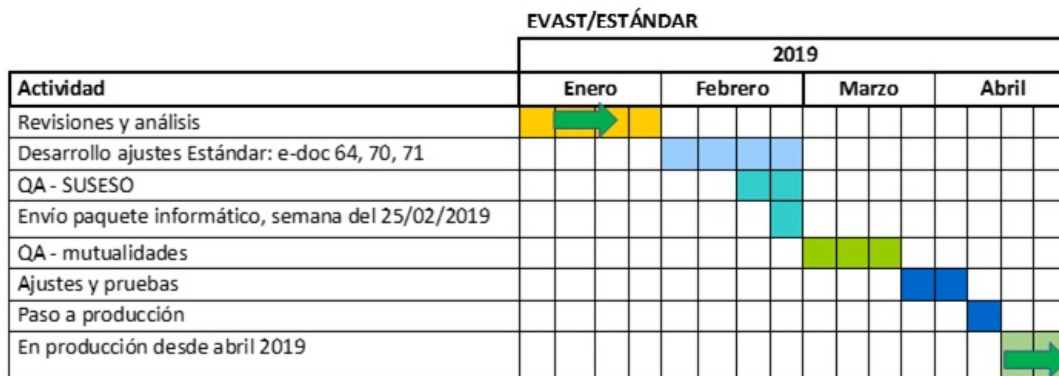 EVAST/ESTÁNDAR
2019
Actividad Enero Febrero Marzo Abril
Revisiones y análisis
Desarrollo ajustes Estándar: e-doc 64, 70, 71
QA - SUSESO
Envío paquete informático, semana del 25/02/2019
QA - mutualidades
Ajustes y pruebas
Paso a producción
En producción desde abril 2019